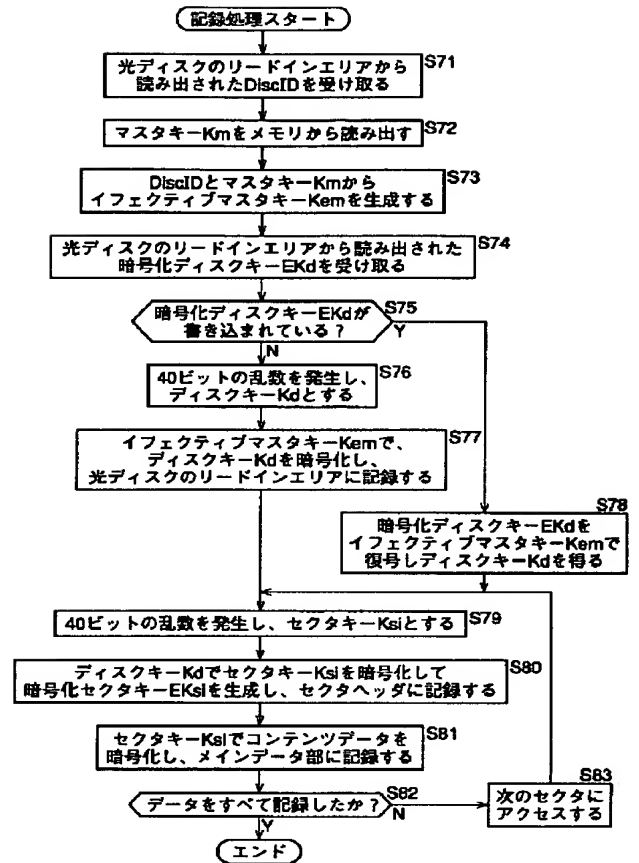 記録処理スタート
光ディスクのリードインエリアから
読み出されたDiscIDを受け取る
S71
マスタキーKmをメモリから読み出す
S72
DiscIDとマスタキーKmから
イフェクティブマスタキーKemを生成する
S73
光ディスクのリードインエリアから読み出された
暗号化ディスクキーEKdを受け取る
S74
暗号化ディスクキーEKdが
書き込まれている？
S75
Y
N
40ビットの乱数を発生し、
ディスクキーKdとする
S76
イフェクティブマスタキーKemで、
ディスクキーKdを暗号化し、
光ディスクのリードインエリアに記録する
S77
暗号化ディスクキーEKdを
イフェクティブマスタキーKemで
復号しディスクキーKdを得る
S78
40ビットの乱数を発生し、セクタキーKsiとする
S79
ディスクキーKdでセクタキーKsiを暗号化して
暗号化セクタキーEKsiを生成し、セクタヘッダに記録する
S80
セクタキーKsiでコンテンツデータを
暗号化し、メインデータ部に記録する
S81
データをすべて記録したか？
S82
N
Y
次のセクタに
アクセスする
S83
エンド